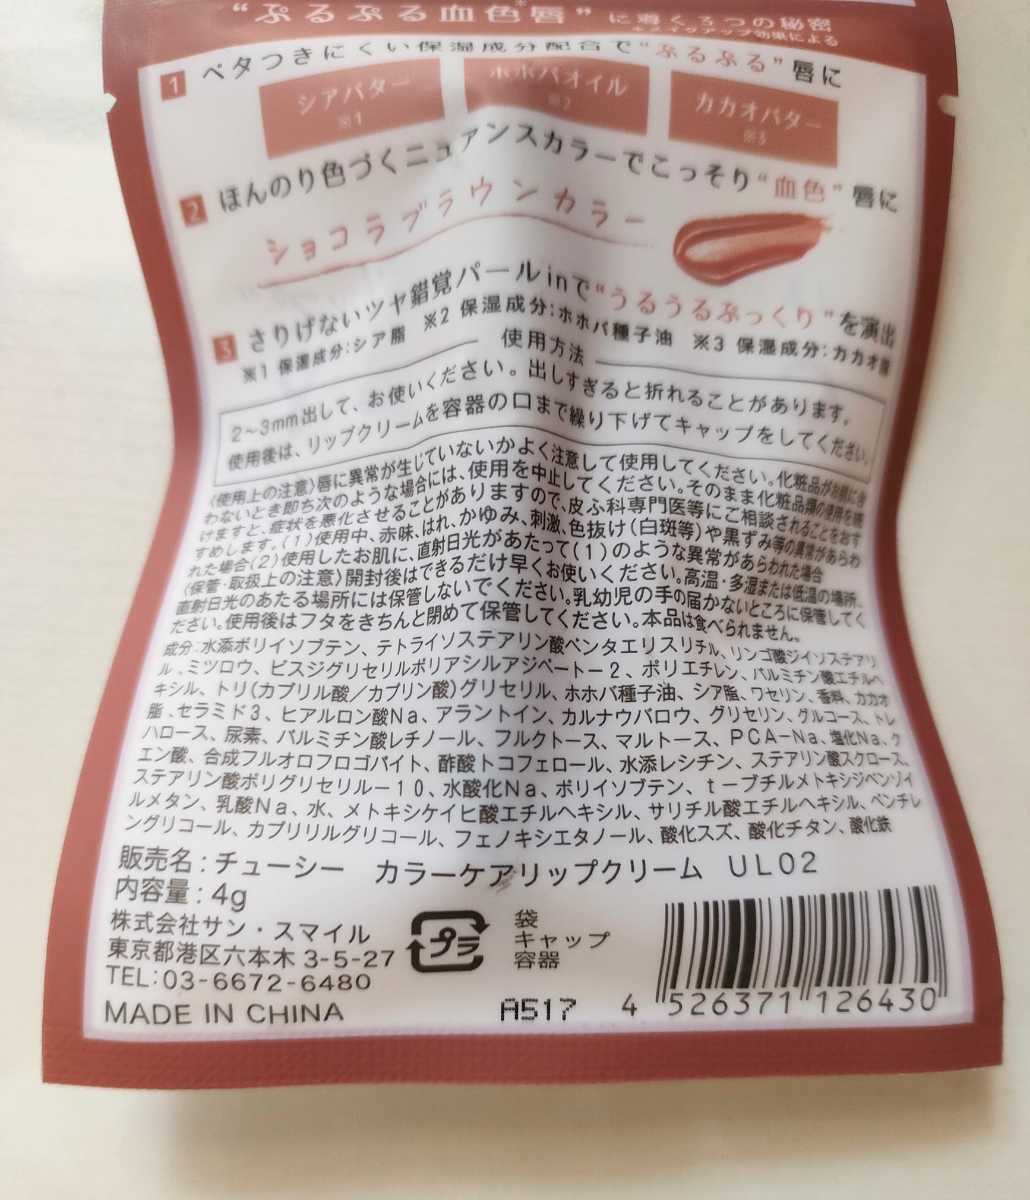 “ぷるぷる血色*唇”に導く3つの秘密
*メイクアップ効果による
1 ベタつきにくい保湿成分配合で“ぷるぷる”唇に
シアバター ※1
ホホバオイル ※2
カカオバター ※3
2 ほんのり色づくニュアンスカラーでこっそり“血色”唇に
ショコラブラウンカラー
3 さりげないツヤ錯覚パールinで“うるうるぷっくり”を演出
※1 保湿成分:シア脂 ※2 保湿成分:ホホバ種子油 ※3 保湿成分:カカオ脂
使用方法
2~3mm出して、お使いください。出しすぎると折れることがあります。
使用後は、リップクリームを容器の口まで繰り下げてキャップをしてください。
〈使用上の注意〉唇に異常が生じていないかよく注意して使用してください。化粧品がお肌に合
わないとき即ち次のような場合には、使用を中止してください。そのまま化粧品類の使用を続
けますと、症状を悪化させることがありますので、皮ふ科専門医等にご相談されることをおす
すめします。(1)使用中、赤味、はれ、かゆみ、刺激、色抜け(白斑等)や黒ずみ等の異常があらわ
れた場合(2)使用したお肌に、直射日光があたって(1)のような異常があらわれた場合
〈保管・取扱上の注意〉開封後はできるだけ早くお使いください。高温・多湿または低温の場所、
直射日光のあたる場所には保管しないでください。乳幼児の手の届かないところに保管してく
ださい。使用後はフタをきちんと閉めて保管してください。本品は食べられません。
成分:水添ポリイソブテン、テトライソステアリン酸ペンタエリスリチル、リンゴ酸ジイソステアリ
ル、ミツロウ、ビスジグリセリルポリアシルアジペート-2、ポリエチレン、パルミチン酸エチルヘ
キシル、トリ(カプリル酸/カプリン酸)グリセリル、ホホバ種子油、シア脂、ワセリン、香料、カカオ
脂、セラミド3、ヒアルロン酸Na、アラントイン、カルナウバロウ、グリセリン、グルコース、トレ
ハロース、尿素、パルミチン酸レチノール、フルクトース、マルトース、PCA-Na、塩化Na、ク
エン酸、合成フルオロフロゴパイト、酢酸トコフェロール、水添レシチン、ステアリン酸スクロース、
ステアリン酸ポリグリセリル-10、水酸化Na、ポリイソブテン、t-ブチルメトキシジベンゾイ
ルメタン、乳酸Na、水、メトキシケイヒ酸エチルヘキシル、サリチル酸エチルヘキシル、ペンチレ
ングリコール、カプリリルグリコール、フェノキシエタノール、酸化スズ、酸化チタン、酸化鉄
販売名:チューシー カラーケアリップクリーム UL02
内容量:4g
株式会社サン・スマイル
東京都港区六本木 3-5-27
TEL:03-6672-6480
MADE IN CHINA
プラ
袋
キャップ
容器
A517
4 526371 126430